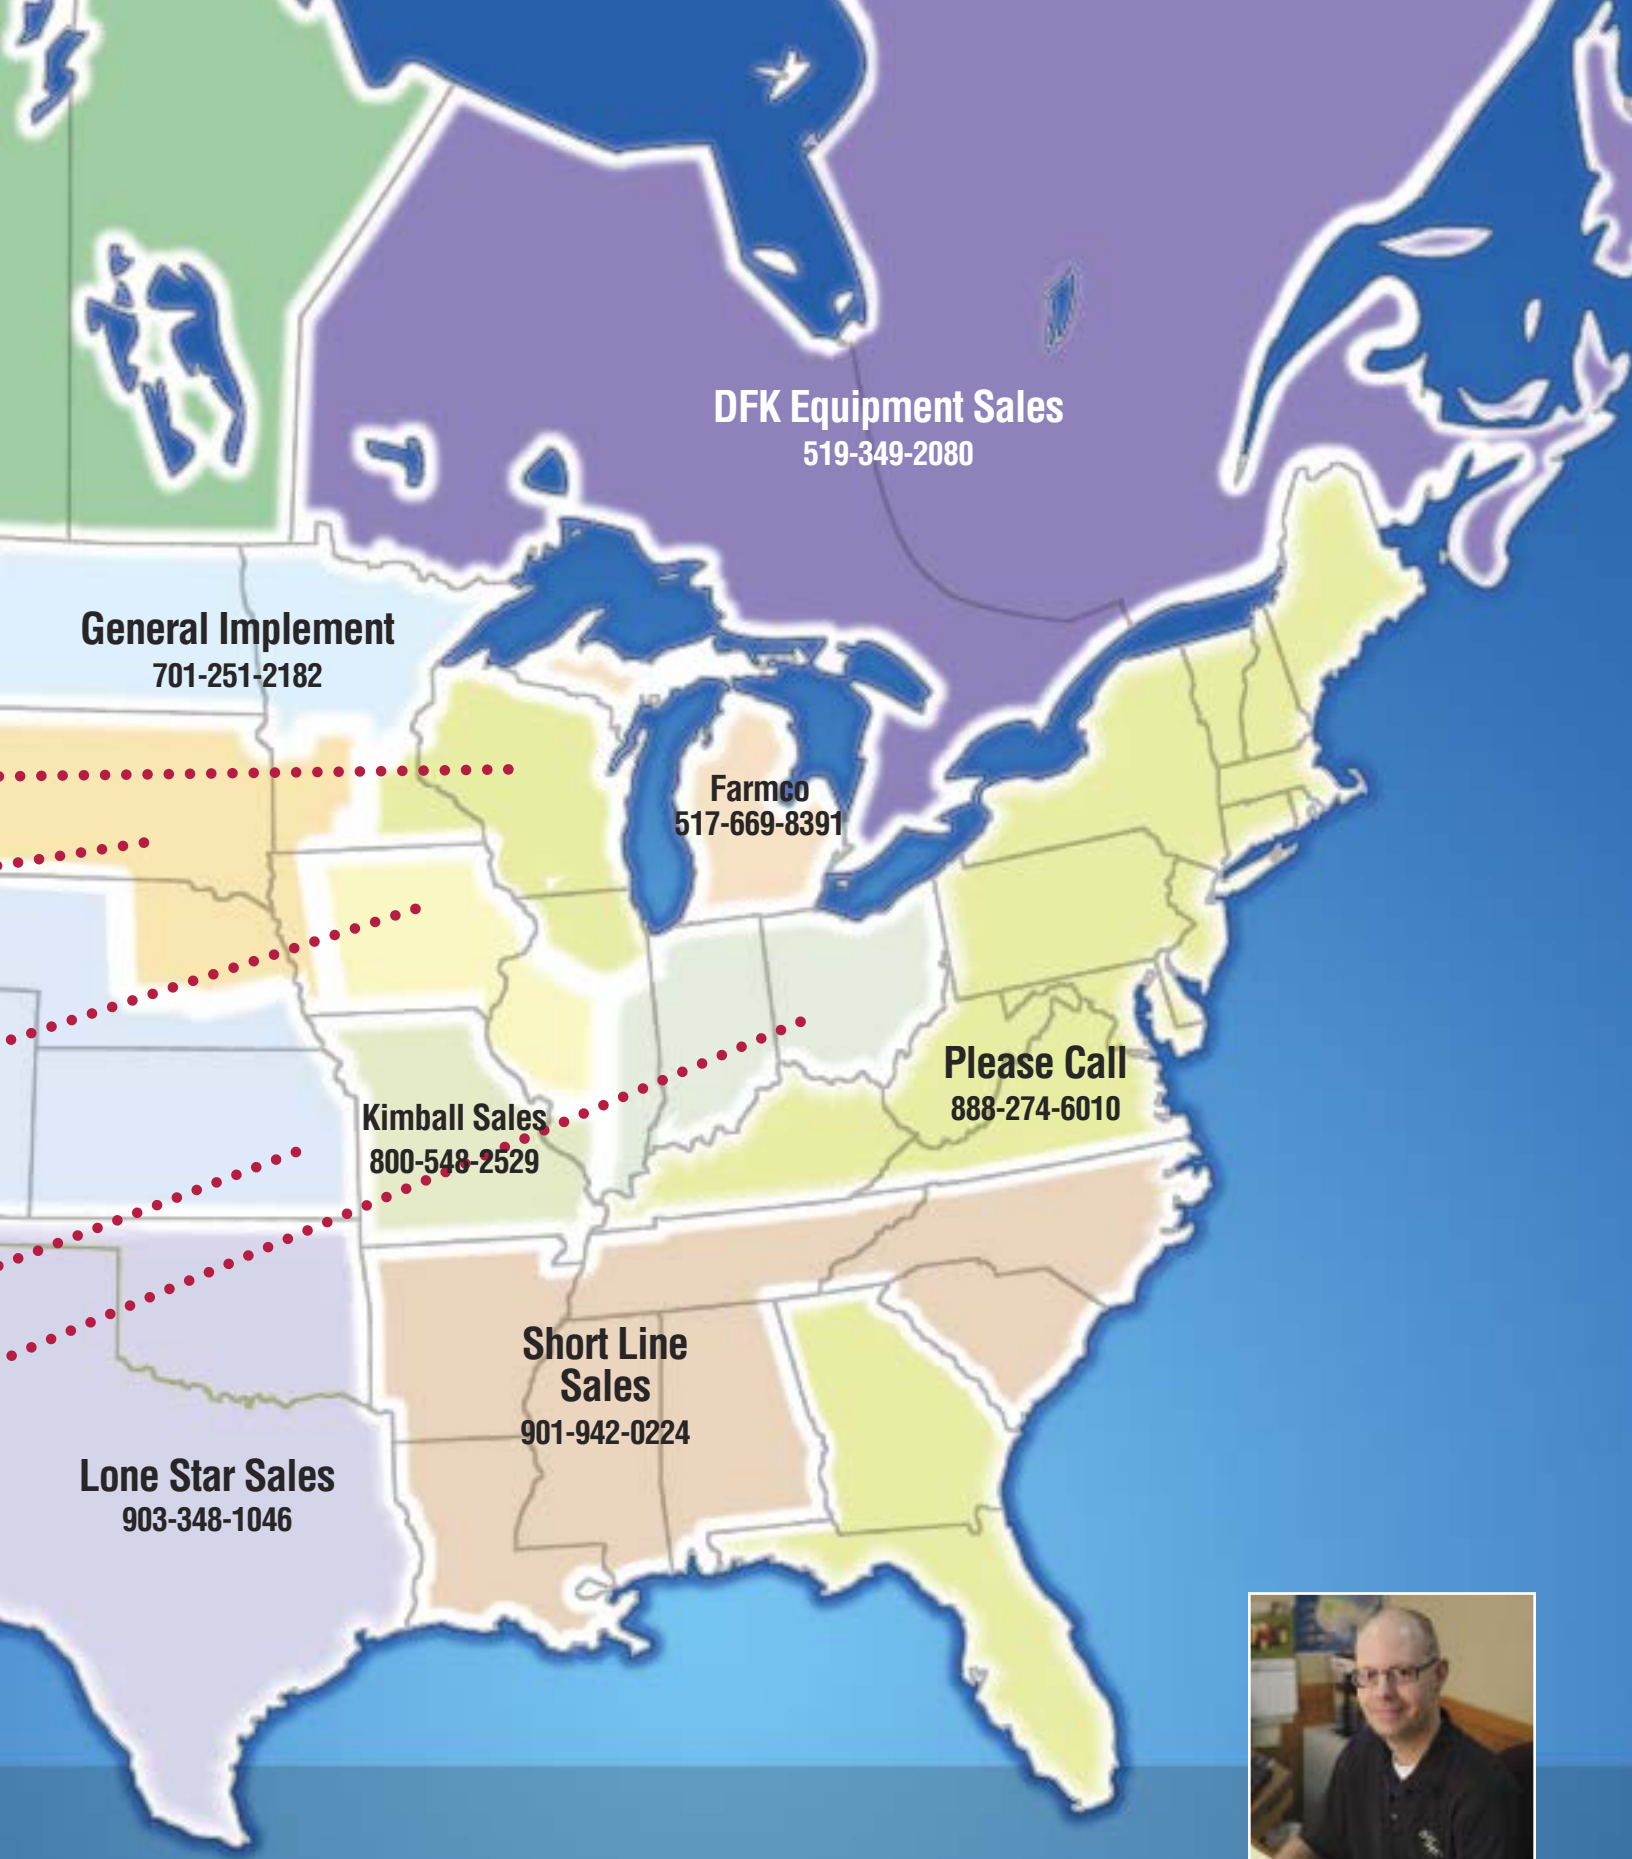 DFK Equipment Sales
519-349-2080
General Implement
701-251-2182
Farmco
517-669-8391
Please Call
888-274-6010
Kimball Sales
800-548-2529
Short Line
Sales
901-942-0224
Lone Star Sales
903-348-1046